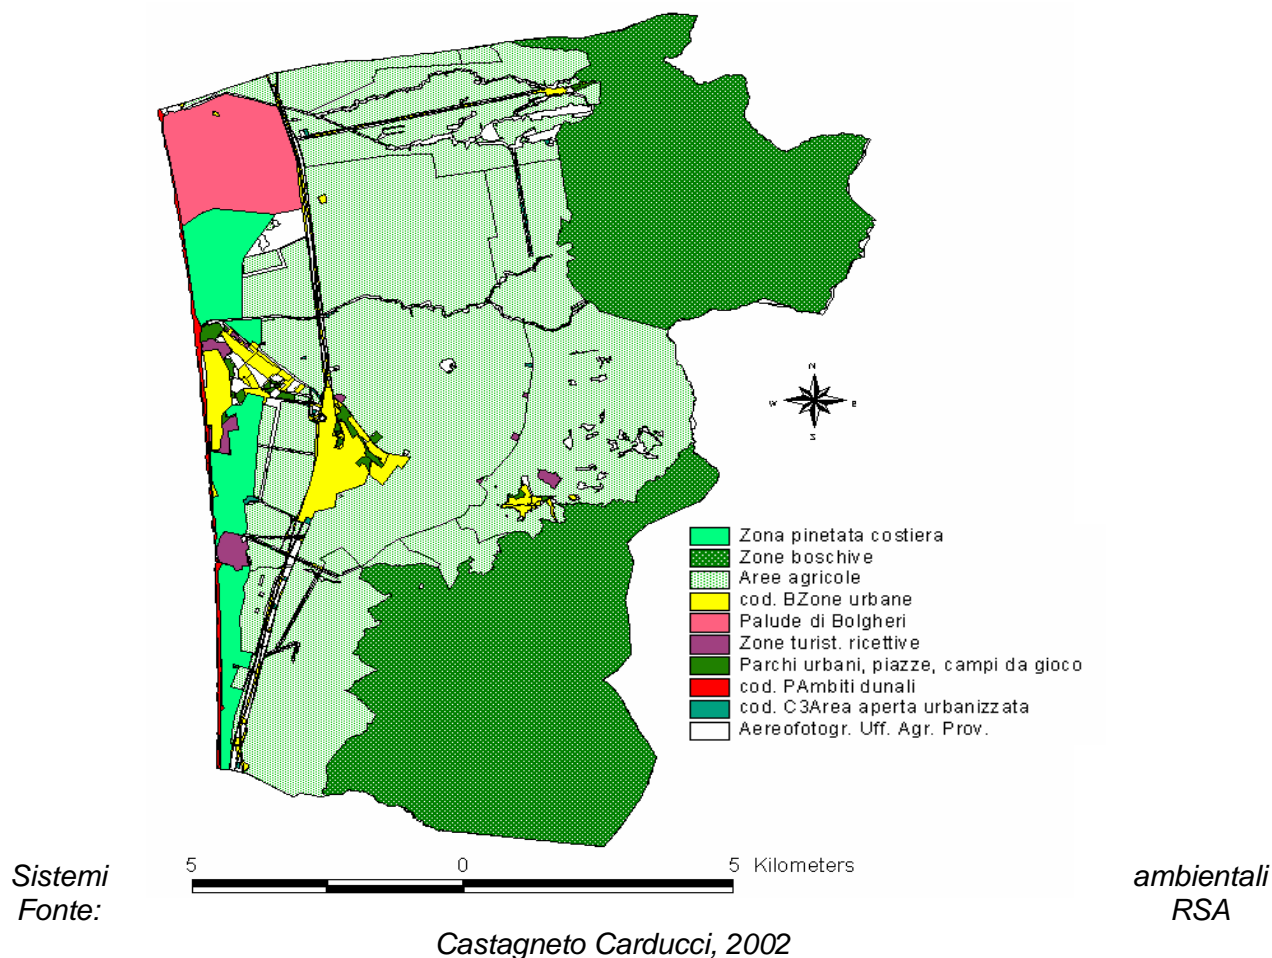 N
W E
S
Zona pinetata costiera
Zone boschive
Aree agricole
cod. BZone urbane
Palude di Bolgheri
Zone turist. ricettive
Parchi urbani, piazze, campi da gioco
cod. PAmbiti dunali
cod. C3Area aperta urbanizzata
Aereofotogr. Uff. Agr. Prov.
5 0 5 Kilometers
Sistemi ambientali
Fonte: RSA
Castagneto Carducci, 2002